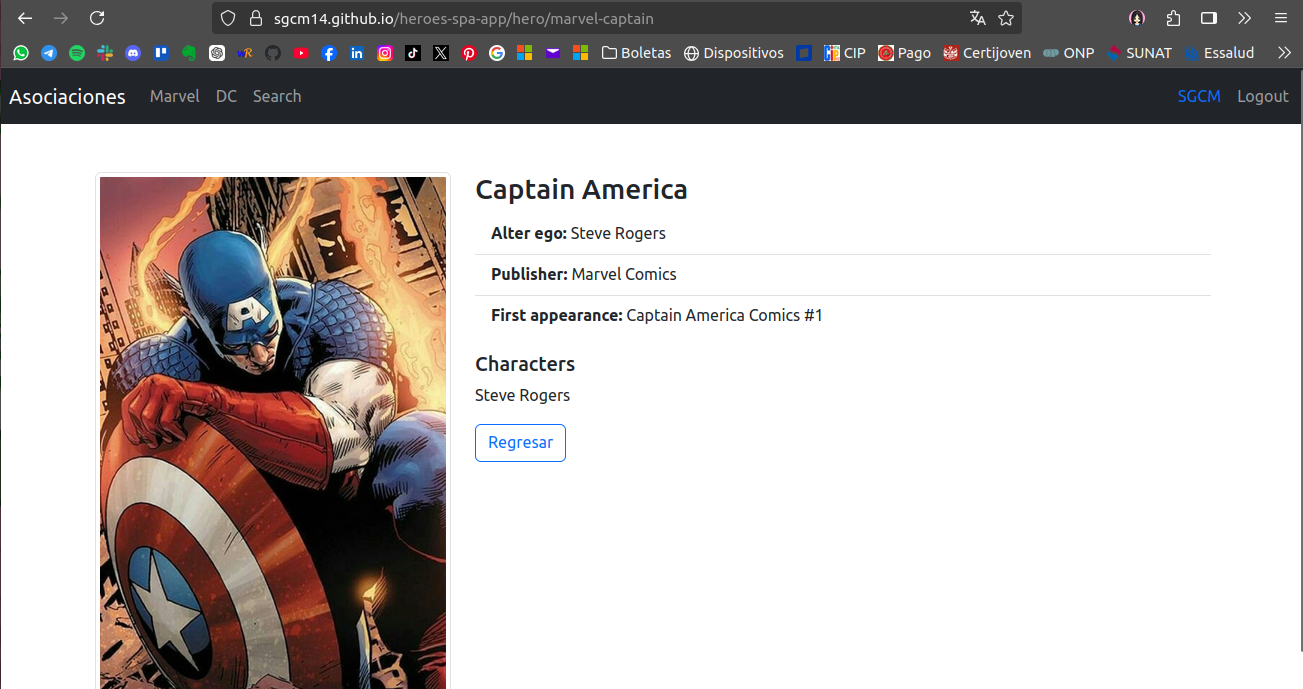 sgcm14.github.io/heroes-spa-app/hero/marvel-captain
Boletas Dispositivos CIP Pago Certijoven ONP SUNAT Essalud
Asociaciones Marvel DC Search SGCM Logout
Captain America
Alter ego: Steve Rogers
Publisher: Marvel Comics
First appearance: Captain America Comics #1
Characters
Steve Rogers
Regresar